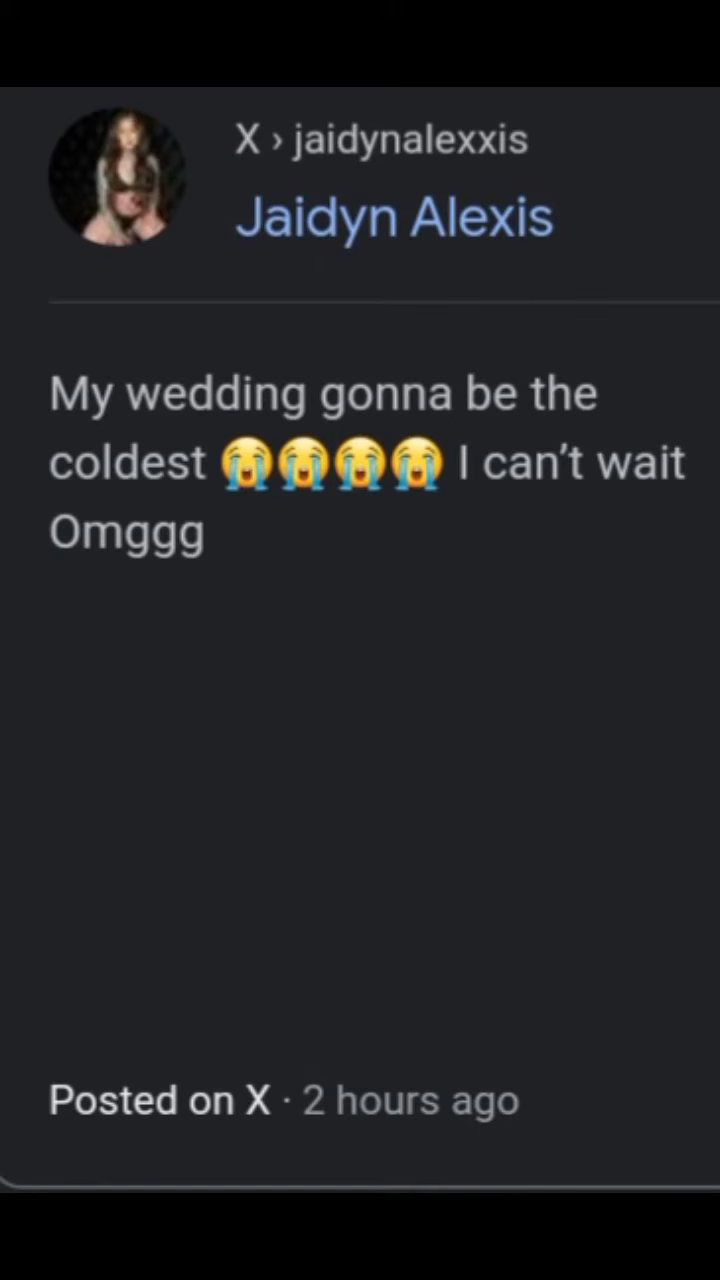 X › jaidynalexxis
Jaidyn Alexis
My wedding gonna be the
coldest 😭😭😭😭 I can’t wait
Omggg
Posted on X · 2 hours ago